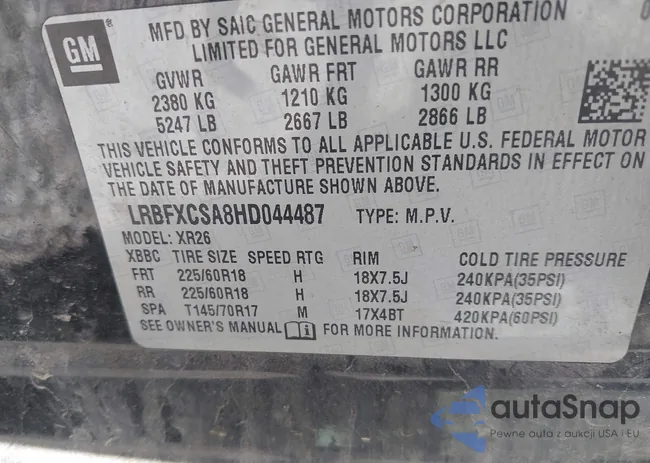 GM
MFD BY SAIC GENERAL MOTORS CORPORATION
LIMITED FOR GENERAL MOTORS LLC
GVWR GAWR FRT GAWR RR
2380 KG 1210 KG 1300 KG
5247 LB 2667 LB 2866 LB
THIS VEHICLE CONFORMS TO ALL APPLICABLE U.S. FEDERAL MOTOR
VEHICLE SAFETY AND THEFT PREVENTION STANDARDS IN EFFECT ON
THE DATE OF MANUFACTURE SHOWN ABOVE.
LRBFXCSA8HD044487 TYPE: M.P.V.
MODEL: XR26
XBBC TIRE SIZE SPEED RTG RIM COLD TIRE PRESSURE
FRT 225/60R18 H 18X7.5J 240KPA(35PSI)
RR 225/60R18 H 18X7.5J 240KPA(35PSI)
SPA T145/70R17 M 17X4BT 420KPA(60PSI)
SEE OWNER'S MANUAL FOR MORE INFORMATION.
autaSnap
Pewne auta z aukcji USA i EU